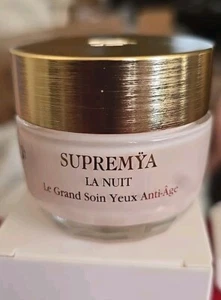 SUPREMŸA
LA NUIT
Le Grand Soin Yeux Anti-Âge